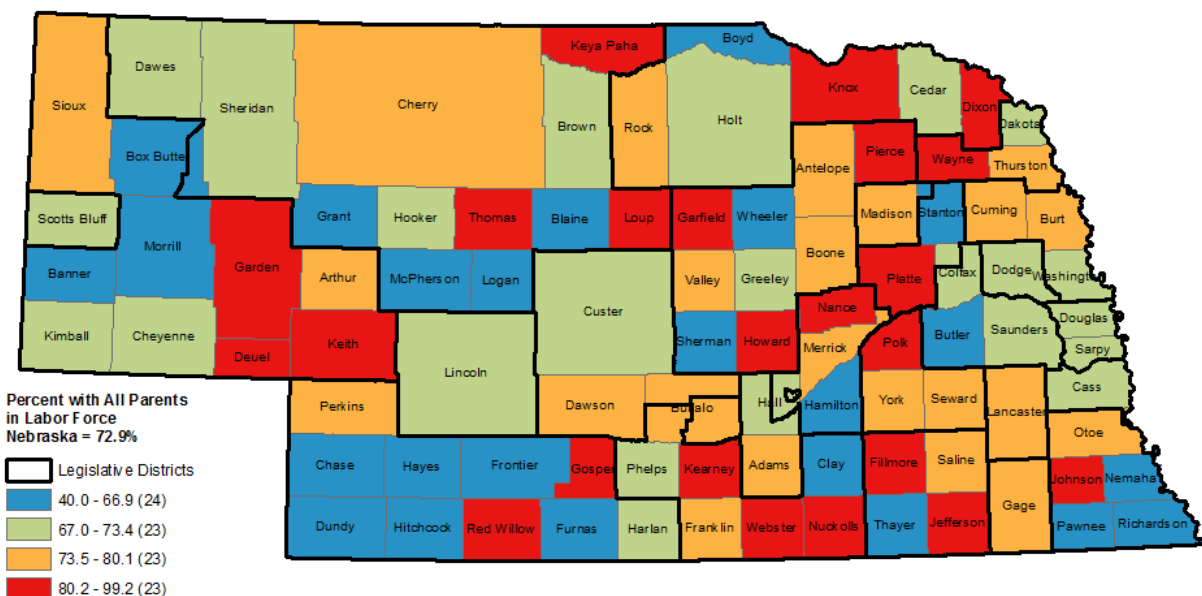 Keya Paha
Boyd
Dawes
Knox
Cedar
Sioux
Sheridan
Cherry
Dixon
Brown
Rock
Holt
Dakota
Box Butte
Pierce
Wayne
Antelope
Thurston
Scotts Bluff
Grant
Hooker
Thomas
Blaine
Loup
Garfield
Wheeler
Madison
Stanton
Cuming
Burt
Morrill
Boone
Banner
Garden
Arthur
McPherson
Logan
Valley
Greeley
Platte
Colfax
Dodge
Washington
Custer
Nance
Kimball
Cheyenne
Keith
Sherman
Howard
Merrick
Polk
Butler
Saunders
Douglas
Deuel
Sarpy
Lincoln
Perkins
Dawson
Buffalo
Hall
Hamilton
York
Seward
Lancaster
Cass
Otoe
Percent with All Parents
in Labor Force
Nebraska = 72.9%
Legislative Districts
40.0 - 66.9 (24)
67.0 - 73.4 (23)
73.5 - 80.1 (23)
80.2 - 99.2 (23)
Chase
Hayes
Frontier
Gosper
Phelps
Kearney
Adams
Clay
Fillmore
Saline
Gage
Johnson
Nemaha
Dundy
Hitchcock
Red Willow
Furnas
Harlan
Franklin
Webster
Nuckolls
Thayer
Jefferson
Pawnee
Richardson